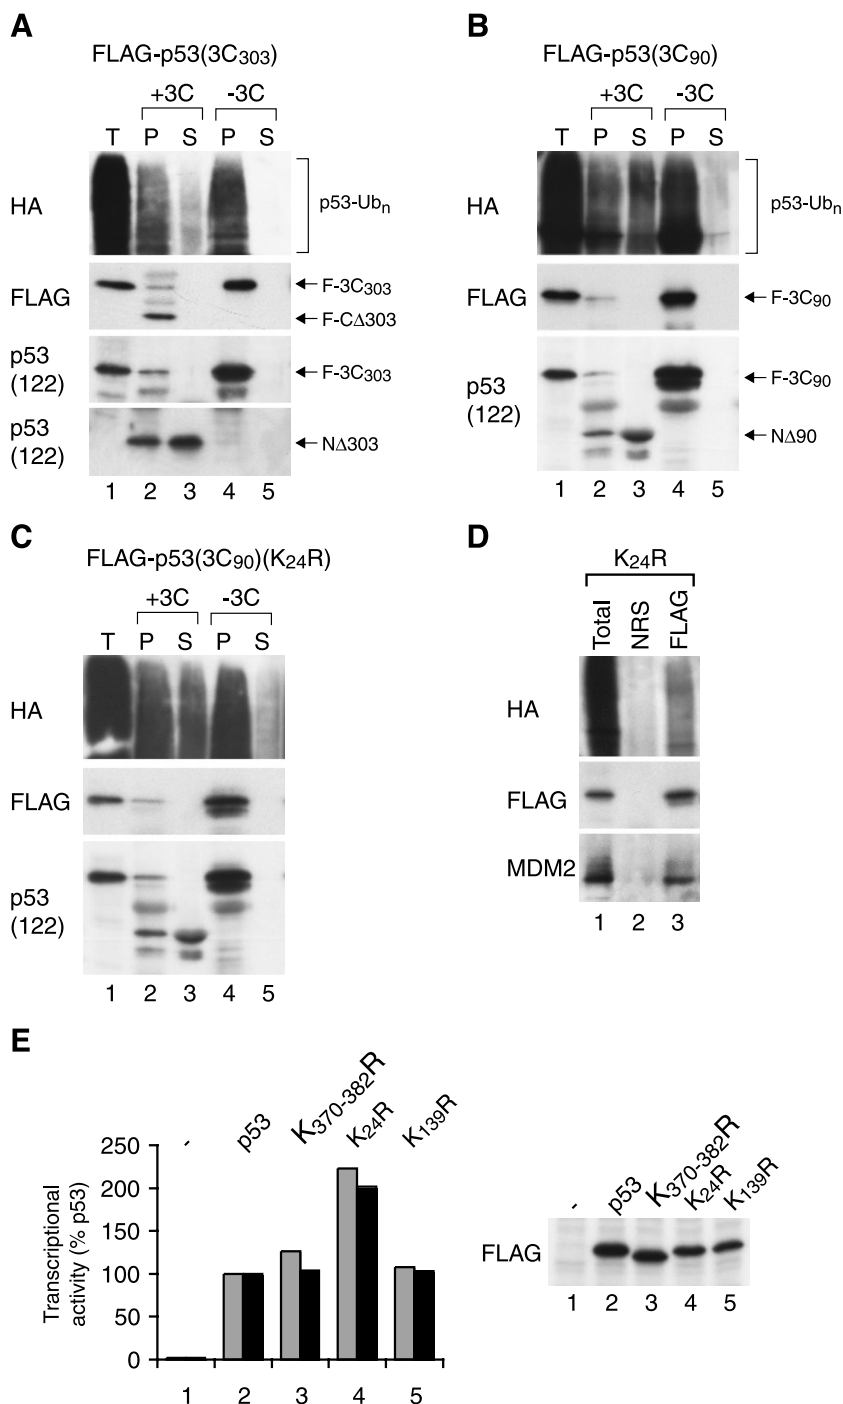 A
FLAG-p53(3C303)
+3C -3C
T P S P S
HA
p53-Ubn
FLAG
F-3C303
F-CΔ303
p53
(122)
F-3C303
p53
(122)
NΔ303
1 2 3 4 5
B
FLAG-p53(3C90)
+3C -3C
T P S P S
HA
p53-Ubn
FLAG
F-3C90
p53
(122)
F-3C90
NΔ90
1 2 3 4 5
C
FLAG-p53(3C90)(K24R)
+3C -3C
T P S P S
HA
FLAG
p53
(122)
1 2 3 4 5
D
K24R
Total NRS FLAG
HA
FLAG
MDM2
1 2 3
E
Transcriptional
activity (% p53)
250
200
150
100
50
0
- p53 K370-382R K24R K139R
1 2 3 4 5
- p53 K370-382R K24R K139R
FLAG
1 2 3 4 5